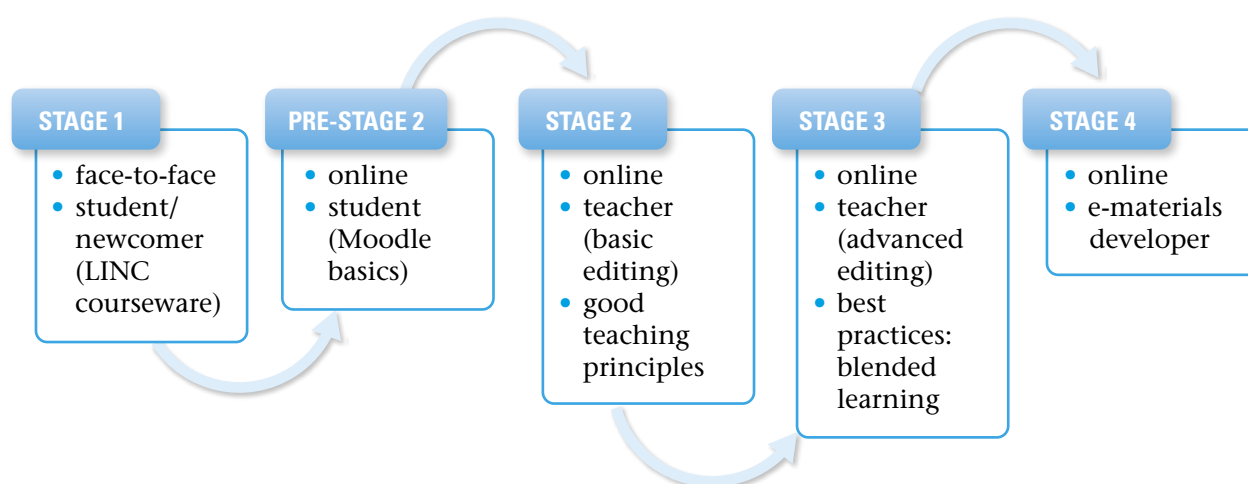 STAGE 1
• face-to-face
• student/
newcomer
(LINC
courseware)
PRE-STAGE 2
• online
• student
(Moodle
basics)
STAGE 2
• online
• teacher
(basic
editing)
• good
teaching
principles
STAGE 3
• online
• teacher
(advanced
editing)
• best
practices:
blended
learning
STAGE 4
• online
• e-materials
developer